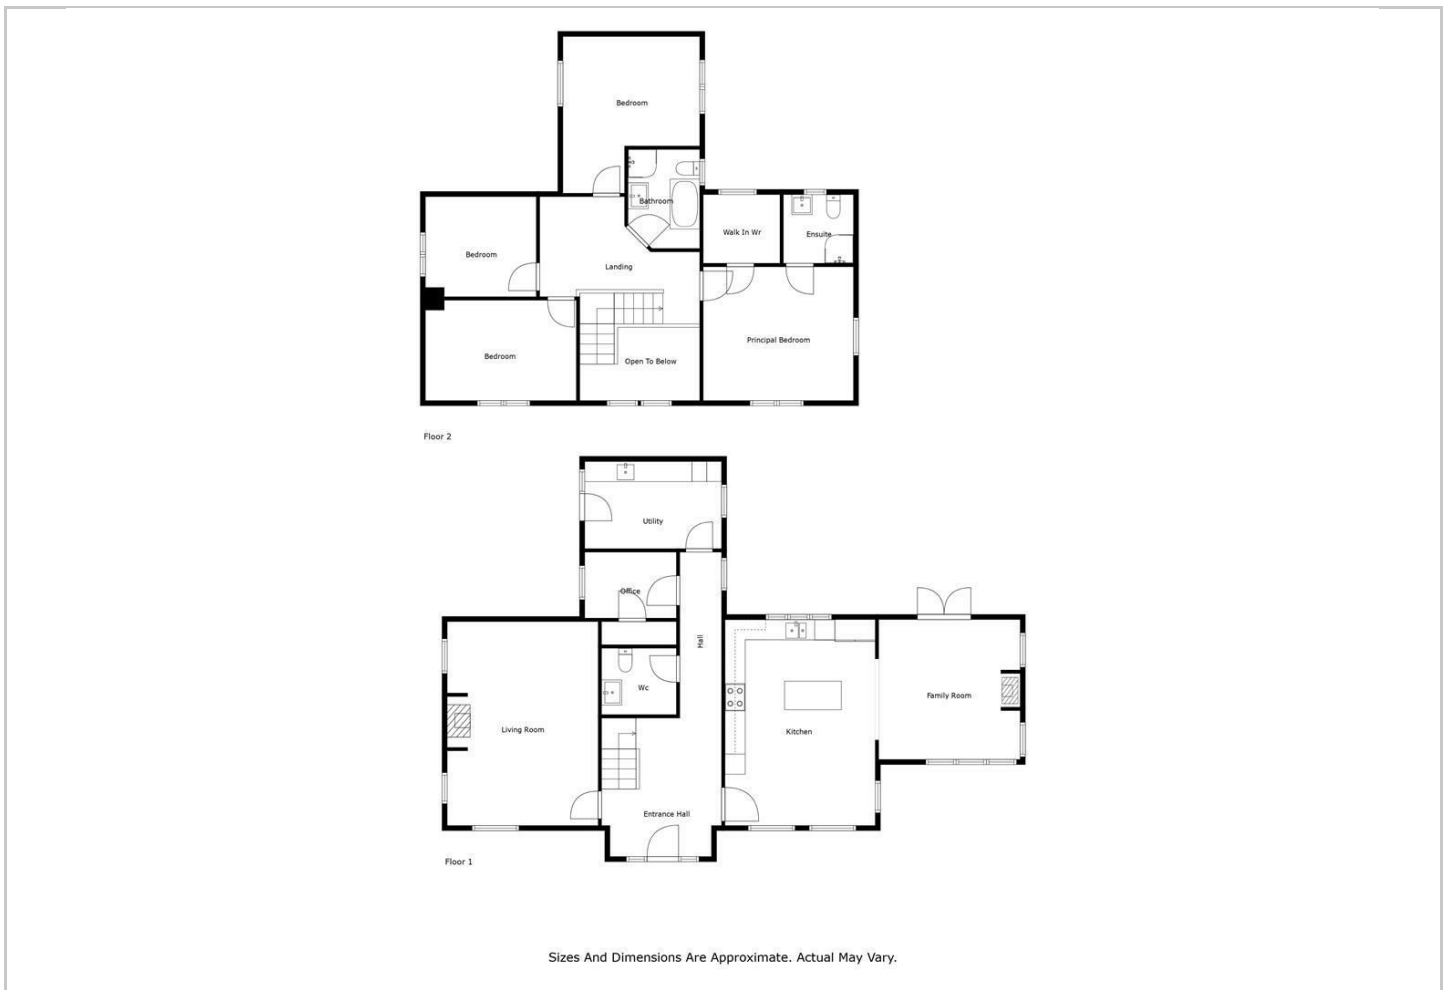 Bedroom
Bathroom
Walk In Wr
Ensuite
Bedroom
Landing
Principal Bedroom
Bedroom
Open To Below
Floor 2
Utility
Office
Hall
Wc
Family Room
Living Room
Kitchen
Entrance Hall
Floor 1
Sizes And Dimensions Are Approximate. Actual May Vary.